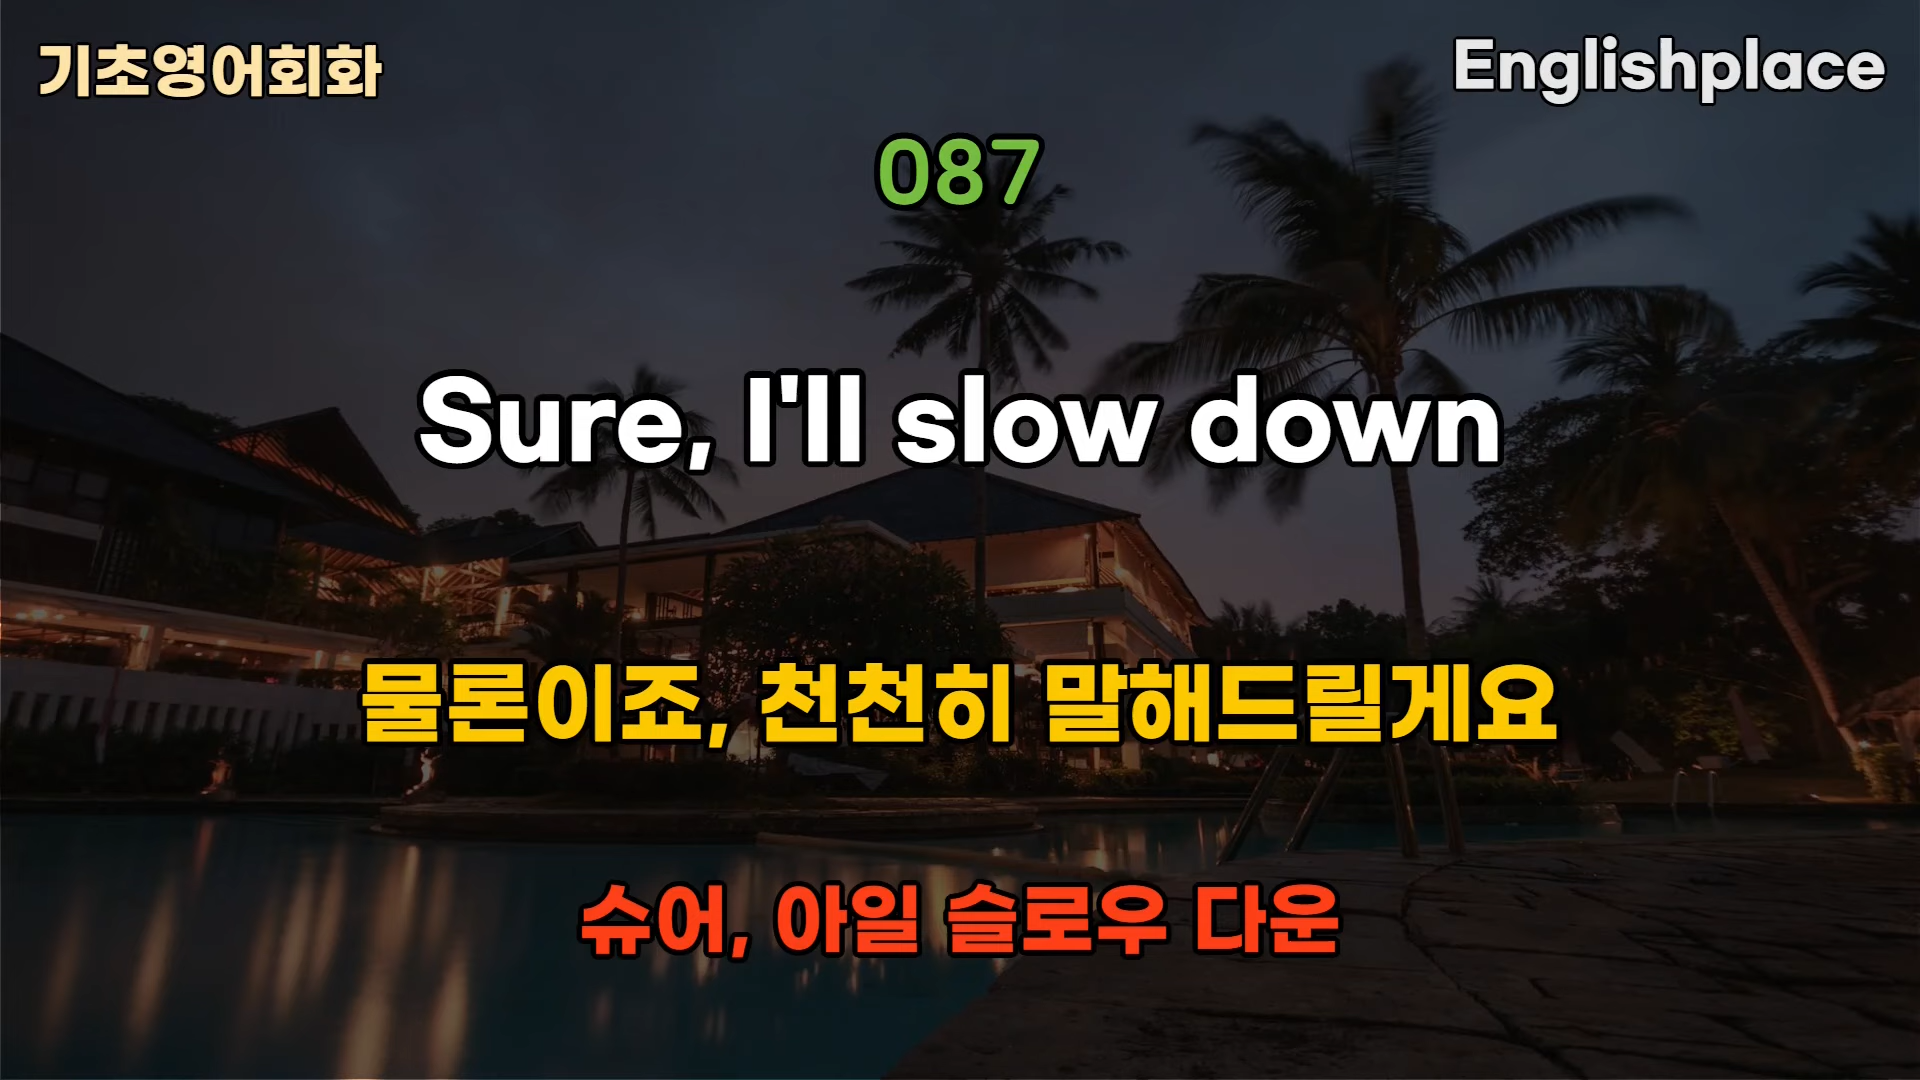 기초영어회화
Englishplace
087
Sure, I'll slow down
물론이죠, 천천히 말해드릴게요
슈어, 아일 슬로우 다운